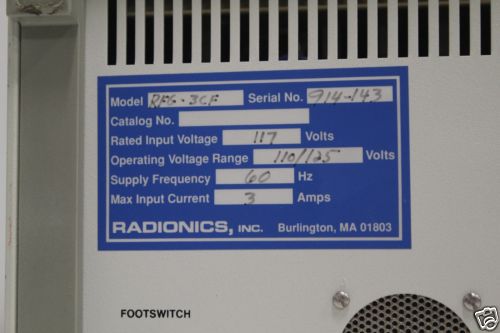 Model RFG-3CF Serial No. 914-143
Catalog No.
Rated Input Voltage 117 Volts
Operating Voltage Range 110/125 Volts
Supply Frequency 60 Hz
Max Input Current 3 Amps
RADIONICS, INC. Burlington, MA 01803
FOOTSWITCH
ebY